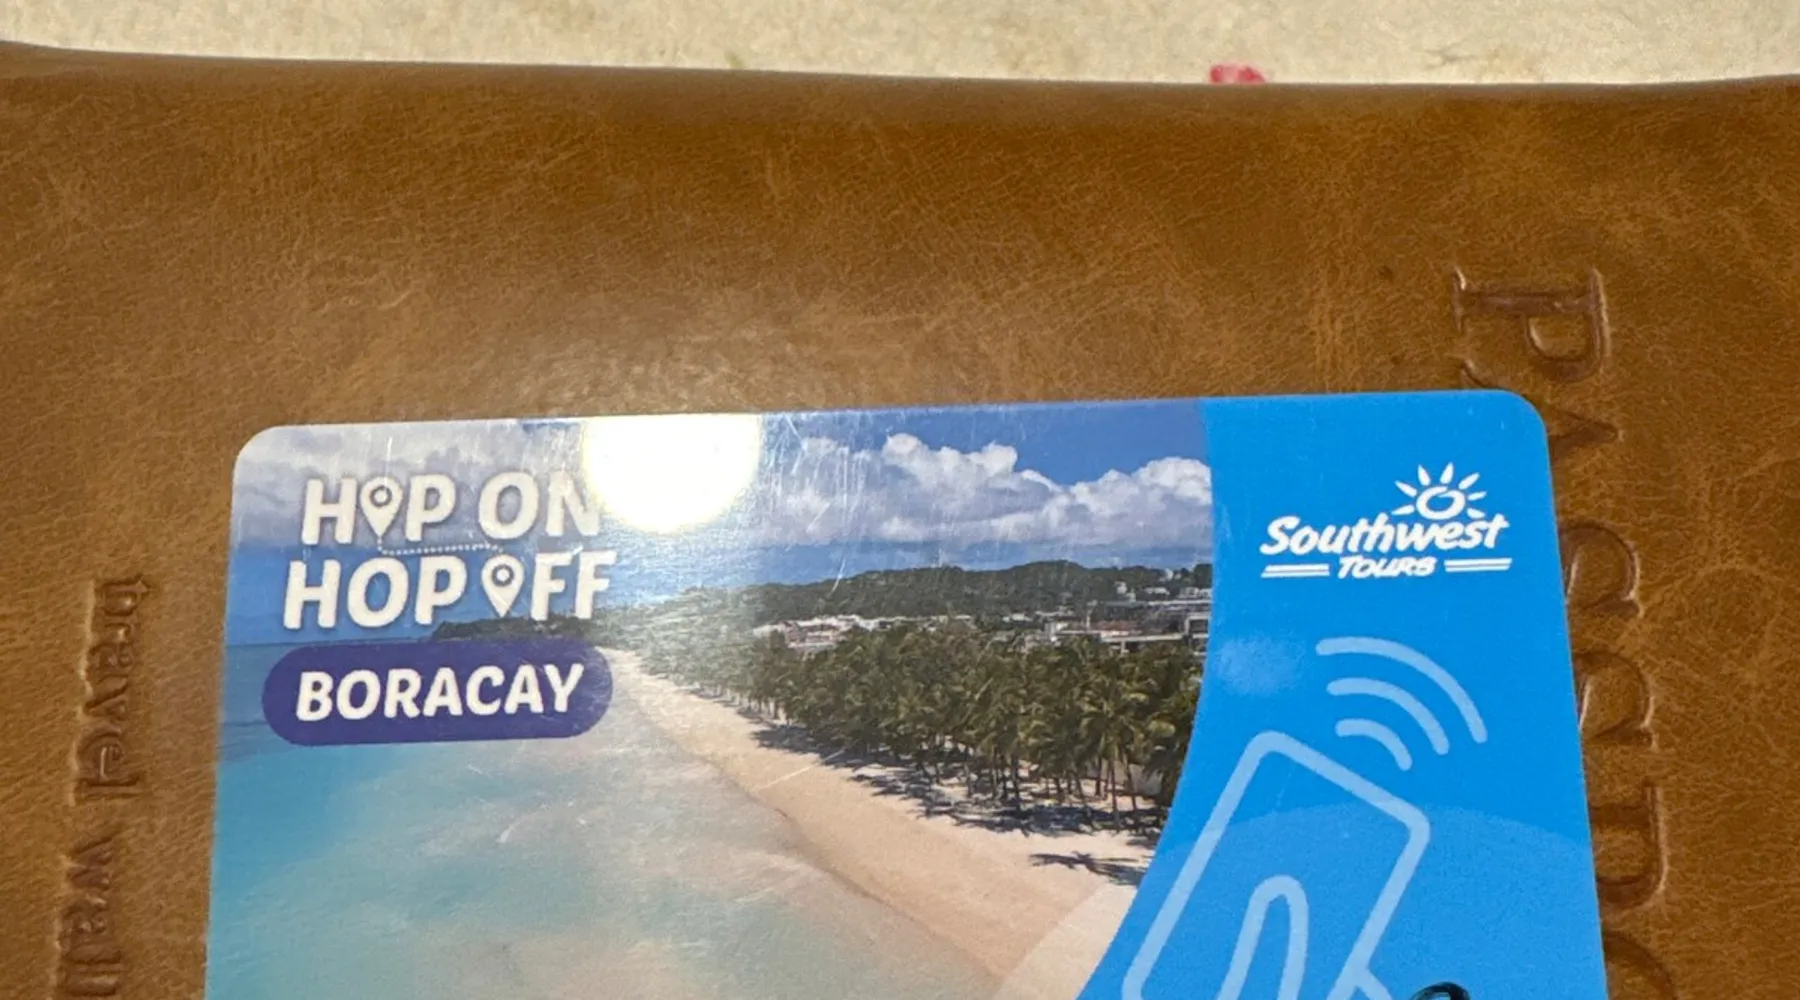 HOP ON
HOP OFF
BORACAY
Southwest
TOURS
travel wall
PASSPO